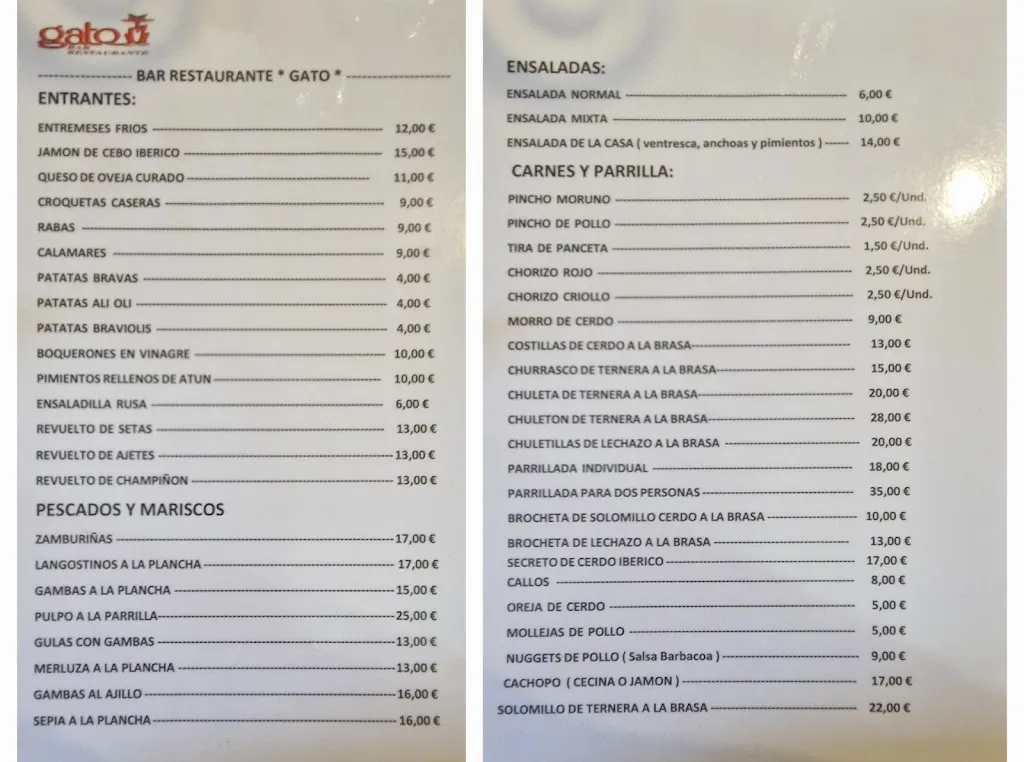 gato
BAR
RESTAURANTE
------------------ BAR RESTAURANTE * GATO * --------------------
ENTRANTES:
ENTREMESES FRIOS ---------- 12,00 €
JAMON DE CEBO IBERICO ---------- 15,00 €
QUESO DE OVEJA CURADO ---------- 11,00 €
CROQUETAS CASERAS ---------- 9,00 €
RABAS ---------- 9,00 €
CALAMARES ---------- 9,00 €
PATATAS BRAVAS ---------- 4,00 €
PATATAS ALI OLI ---------- 4,00 €
PATATAS BRAVIOLIS ---------- 4,00 €
BOQUERONES EN VINAGRE ---------- 10,00 €
PIMIENTOS RELLENOS DE ATUN ---------- 10,00 €
ENSALADILLA RUSA ---------- 6,00 €
REVUELTO DE SETAS ---------- 13,00 €
REVUELTO DE AJETES ---------- 13,00 €
REVUELTO DE CHAMPIÑON ---------- 13,00 €
PESCADOS Y MARISCOS
ZAMBURIÑAS ---------- 17,00 €
LANGOSTINOS A LA PLANCHA ---------- 17,00 €
GAMBAS A LA PLANCHA ---------- 15,00 €
PULPO A LA PARRILLA ---------- 25,00 €
GULAS CON GAMBAS ---------- 13,00 €
MERLUZA A LA PLANCHA ---------- 13,00 €
GAMBAS AL AJILLO ---------- 16,00 €
SEPIA A LA PLANCHA ---------- 16,00 €
ENSALADAS:
ENSALADA NORMAL ---------- 6,00 €
ENSALADA MIXTA ---------- 10,00 €
ENSALADA DE LA CASA ( ventresca, anchoas y pimientos ) ----- 14,00 €
CARNES Y PARRILLA:
PINCHO MORUNO ---------- 2,50 €/Und.
PINCHO DE POLLO ---------- 2,50 €/Und.
TIRA DE PANCETA ---------- 1,50 €/Und.
CHORIZO ROJO ---------- 2,50 €/Und.
CHORIZO CRIOLLO ---------- 2,50 €/Und.
MORRO DE CERDO ---------- 9,00 €
COSTILLAS DE CERDO A LA BRASA ---------- 13,00 €
CHURRASCO DE TERNERA A LA BRASA ---------- 15,00 €
CHULETA DE TERNERA A LA BRASA ---------- 20,00 €
CHULETON DE TERNERA A LA BRASA ---------- 28,00 €
CHULETILLAS DE LECHAZO A LA BRASA ---------- 20,00 €
PARRILLADA INDIVIDUAL ---------- 18,00 €
PARRILLADA PARA DOS PERSONAS ---------- 35,00 €
BROCHETA DE SOLOMILLO CERDO A LA BRASA ---------- 10,00 €
BROCHETA DE LECHAZO A LA BRASA ---------- 13,00 €
SECRETO DE CERDO IBERICO ---------- 17,00 €
CALLOS ---------- 8,00 €
OREJA DE CERDO ---------- 5,00 €
MOLLEJAS DE POLLO ---------- 5,00 €
NUGGETS DE POLLO ( Salsa Barbacoa ) ---------- 9,00 €
CACHOPO ( CECINA O JAMON ) ---------- 17,00 €
SOLOMILLO DE TERNERA A LA BRASA ---------- 22,00 €